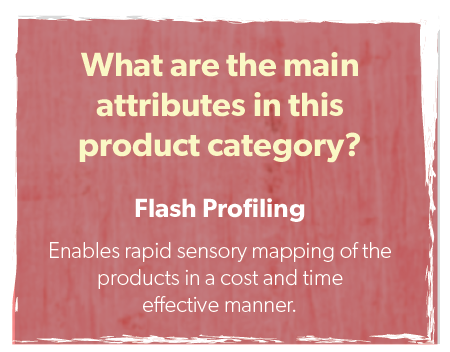 What are the main
attributes in this
product category?
Flash Profiling
Enables rapid sensory mapping of the
products in a cost and time
effective manner.